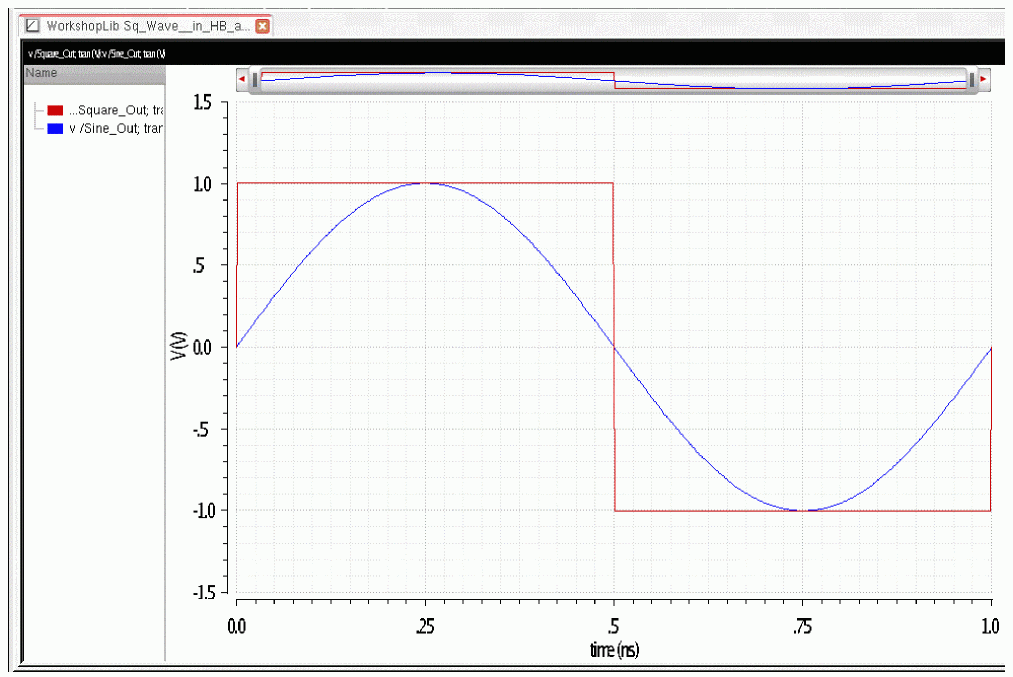 WorkshopLib Sq_Wave__in_HB_a...
v /Square_Out; tran (V):v /Sine_Out; tran (V)
Name
...Square_Out; tra
v /Sine_Out; tran
1.5
1.0
.5
0.0
-.5
-1.0
-1.5
V (V)
0.0 .25 .5 .75 1.0
time (ns)